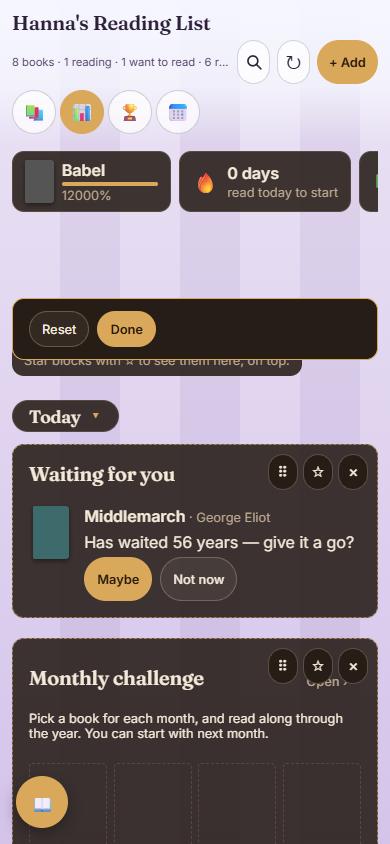 Hanna's Reading List
8 books · 1 reading · 1 want to read · 6 r...
+ Add
Babel
12000%
0 days
read today to start
Reset
Done
Star blocks with ☆ to see them here, on top.
Today ▼
Waiting for you
Middlemarch · George Eliot
Has waited 56 years — give it a go?
Maybe
Not now
Monthly challenge
Open ›
Pick a book for each month, and read along through
the year. You can start with next month.